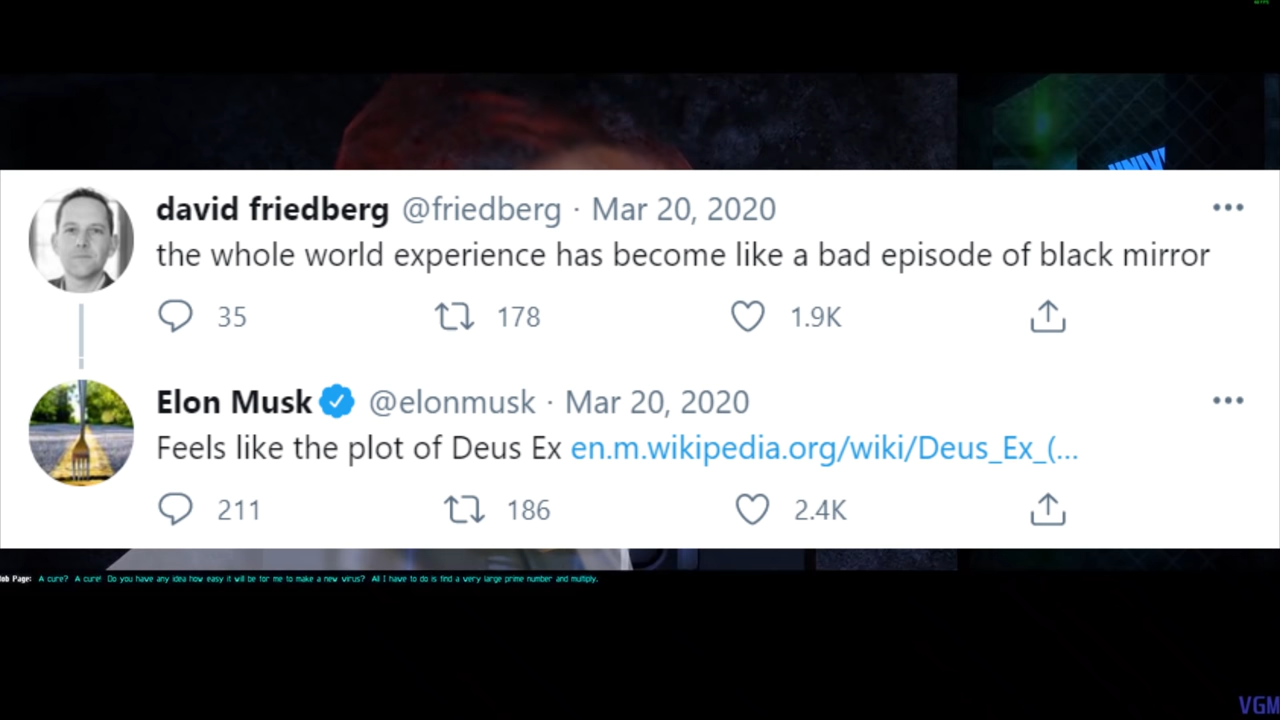 UNIV
david friedberg @friedberg · Mar 20, 2020
the whole world experience has become like a bad episode of black mirror
35 178 1.9K
Elon Musk @elonmusk · Mar 20, 2020
Feels like the plot of Deus Ex en.m.wikipedia.org/wiki/Deus_Ex_(...
211 186 2.4K
ob Page: A cure? A cure! Do you have any idea how easy it will be for me to make a new virus? All I have to do is find a very large prime number and multiply.
VGM